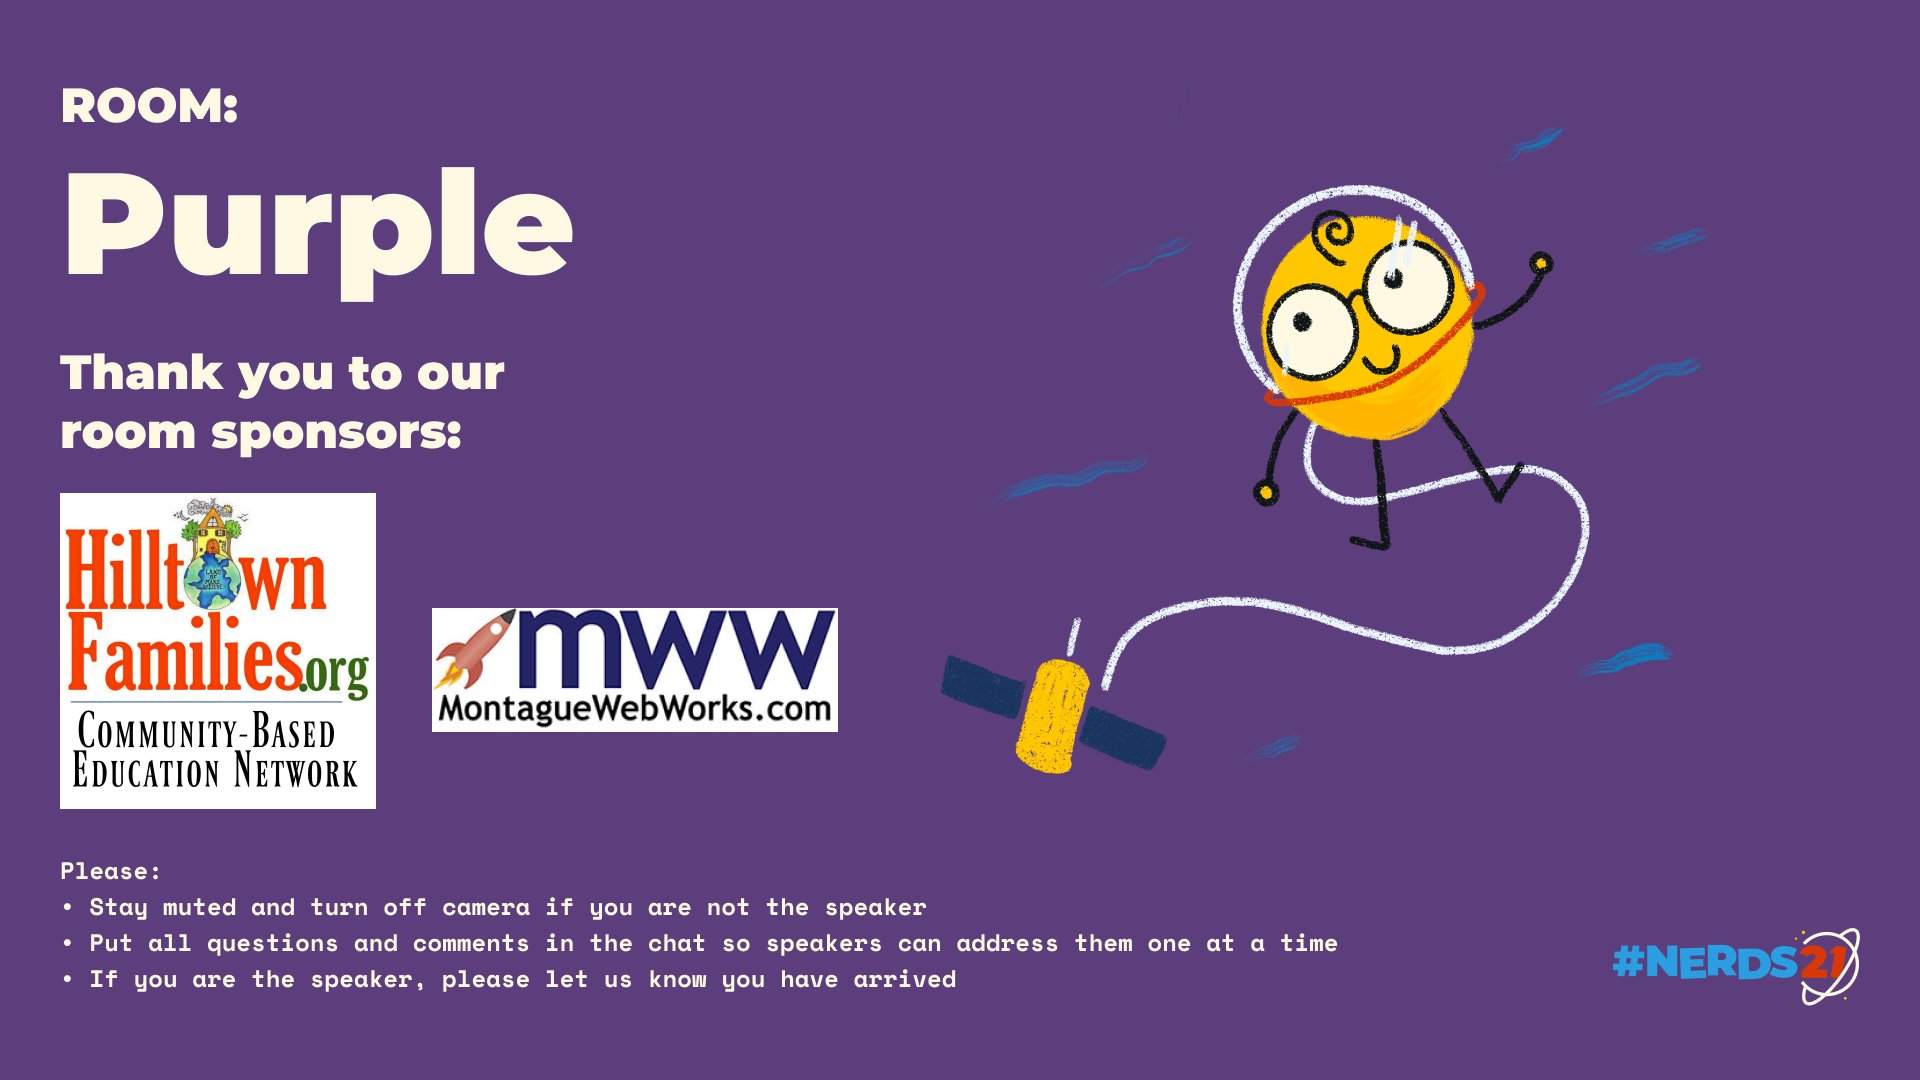 ROOM:
Purple
Thank you to our
room sponsors:
Hilltown
Families.org
COMMUNITY-BASED
EDUCATION NETWORK
mww
MontagueWebWorks.com
Please:
• Stay muted and turn off camera if you are not the speaker
• Put all questions and comments in the chat so speakers can address them one at a time
• If you are the speaker, please let us know you have arrived
#NERDS21